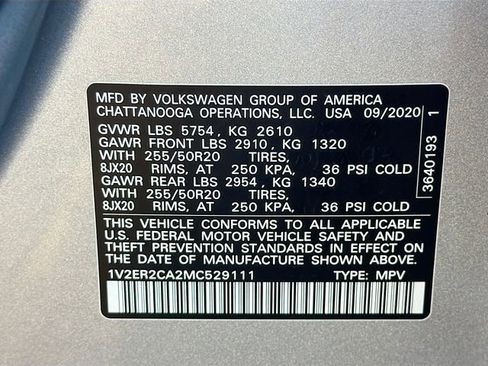 MFD BY VOLKSWAGEN GROUP OF AMERICA
CHATTANOOGA OPERATIONS, LLC. USA 09/2020
GVWR LBS 5754, KG 2610
GAWR FRONT LBS 2910, KG 1320
WITH 255/50R20 TIRES,
8JX20 RIMS, AT 250 KPA, 36 PSI COLD
GAWR REAR LBS 2954, KG 1340
WITH 255/50R20 TIRES,
8JX20 RIMS, AT 250 KPA, 36 PSI COLD
THIS VEHICLE CONFORMS TO ALL APPLICABLE
U.S. FEDERAL MOTOR VEHICLE SAFETY AND
THEFT PREVENTION STANDARDS IN EFFECT ON
THE DATE OF MANUFACTURE SHOWN ABOVE.
1V2ER2CA2MC529111 TYPE: MPV
3640193 1